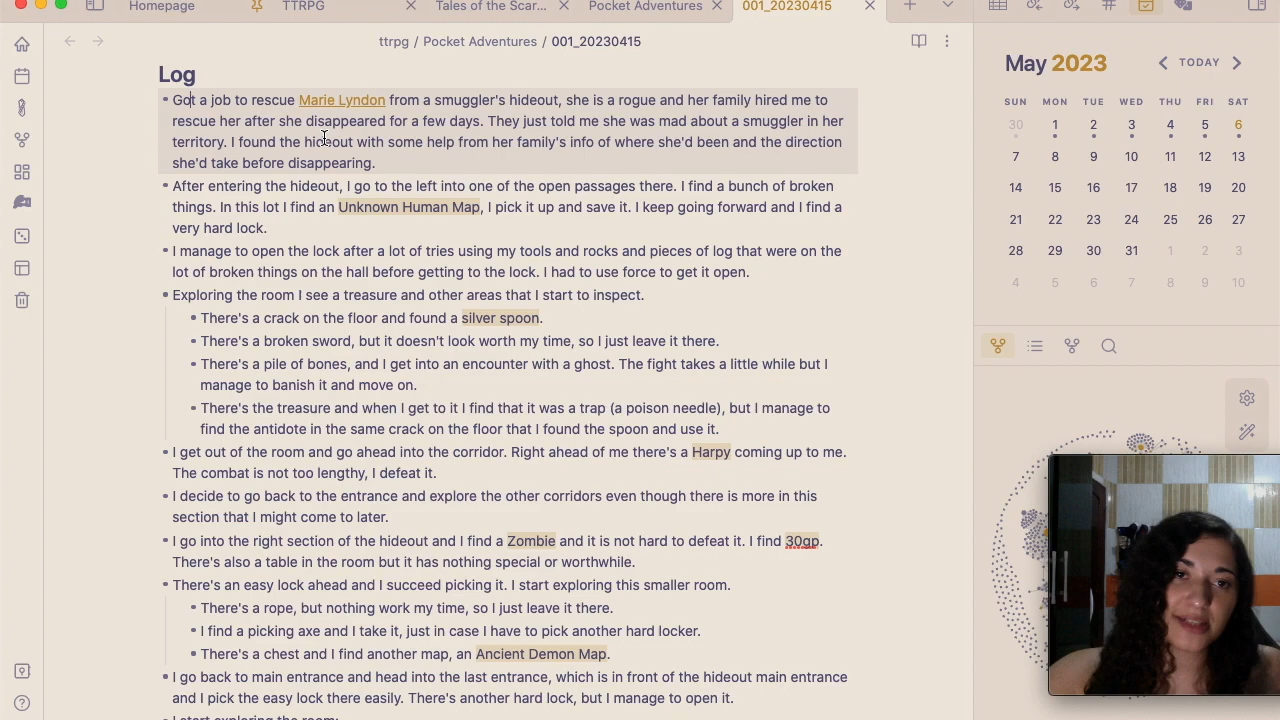 Homepage
TTRPG
Tales of the Scar...
Pocket Adventures
001_20230415
ttrpg / Pocket Adventures / 001_20230415
Log
Got a job to rescue Marie Lyndon from a smuggler's hideout, she is a rogue and her family hired me to
rescue her after she disappeared for a few days. They just told me she was mad about a smuggler in her
territory. I found the hideout with some help from her family's info of where she'd been and the direction
she'd take before disappearing.
After entering the hideout, I go to the left into one of the open passages there. I find a bunch of broken
things. In this lot I find an Unknown Human Map, I pick it up and save it. I keep going forward and I find a
very hard lock.
I manage to open the lock after a lot of tries using my tools and rocks and pieces of log that were on the
lot of broken things on the hall before getting to the lock. I had to use force to get it open.
Exploring the room I see a treasure and other areas that I start to inspect.
There's a crack on the floor and found a silver spoon.
There's a broken sword, but it doesn't look worth my time, so I just leave it there.
There's a pile of bones, and I get into an encounter with a ghost. The fight takes a little while but I
manage to banish it and move on.
There's the treasure and when I get to it I find that it was a trap (a poison needle), but I manage to
find the antidote in the same crack on the floor that I found the spoon and use it.
I get out of the room and go ahead into the corridor. Right ahead of me there's a Harpy coming up to me.
The combat is not too lengthy, I defeat it.
I decide to go back to the entrance and explore the other corridors even though there is more in this
section that I might come to later.
I go into the right section of the hideout and I find a Zombie and it is not hard to defeat it. I find 30gp.
There's also a table in the room but it has nothing special or worthwhile.
There's an easy lock ahead and I succeed picking it. I start exploring this smaller room.
There's a rope, but nothing work my time, so I just leave it there.
I find a picking axe and I take it, just in case I have to pick another hard locker.
There's a chest and I find another map, an Ancient Demon Map.
I go back to main entrance and head into the last entrance, which is in front of the hideout main entrance
and I pick the easy lock there easily. There's another hard lock, but I manage to open it.
I start exploring the room:
May 2023
TODAY
SUN MON TUE WED THU FRI SAT
30 1 2 3 4 5 6
7 8 9 10 11 12 13
14 15 16 17 18 19 20
21 22 23 24 25 26 27
28 29 30 31 1 2 3
4 5 6 7 8 9 10